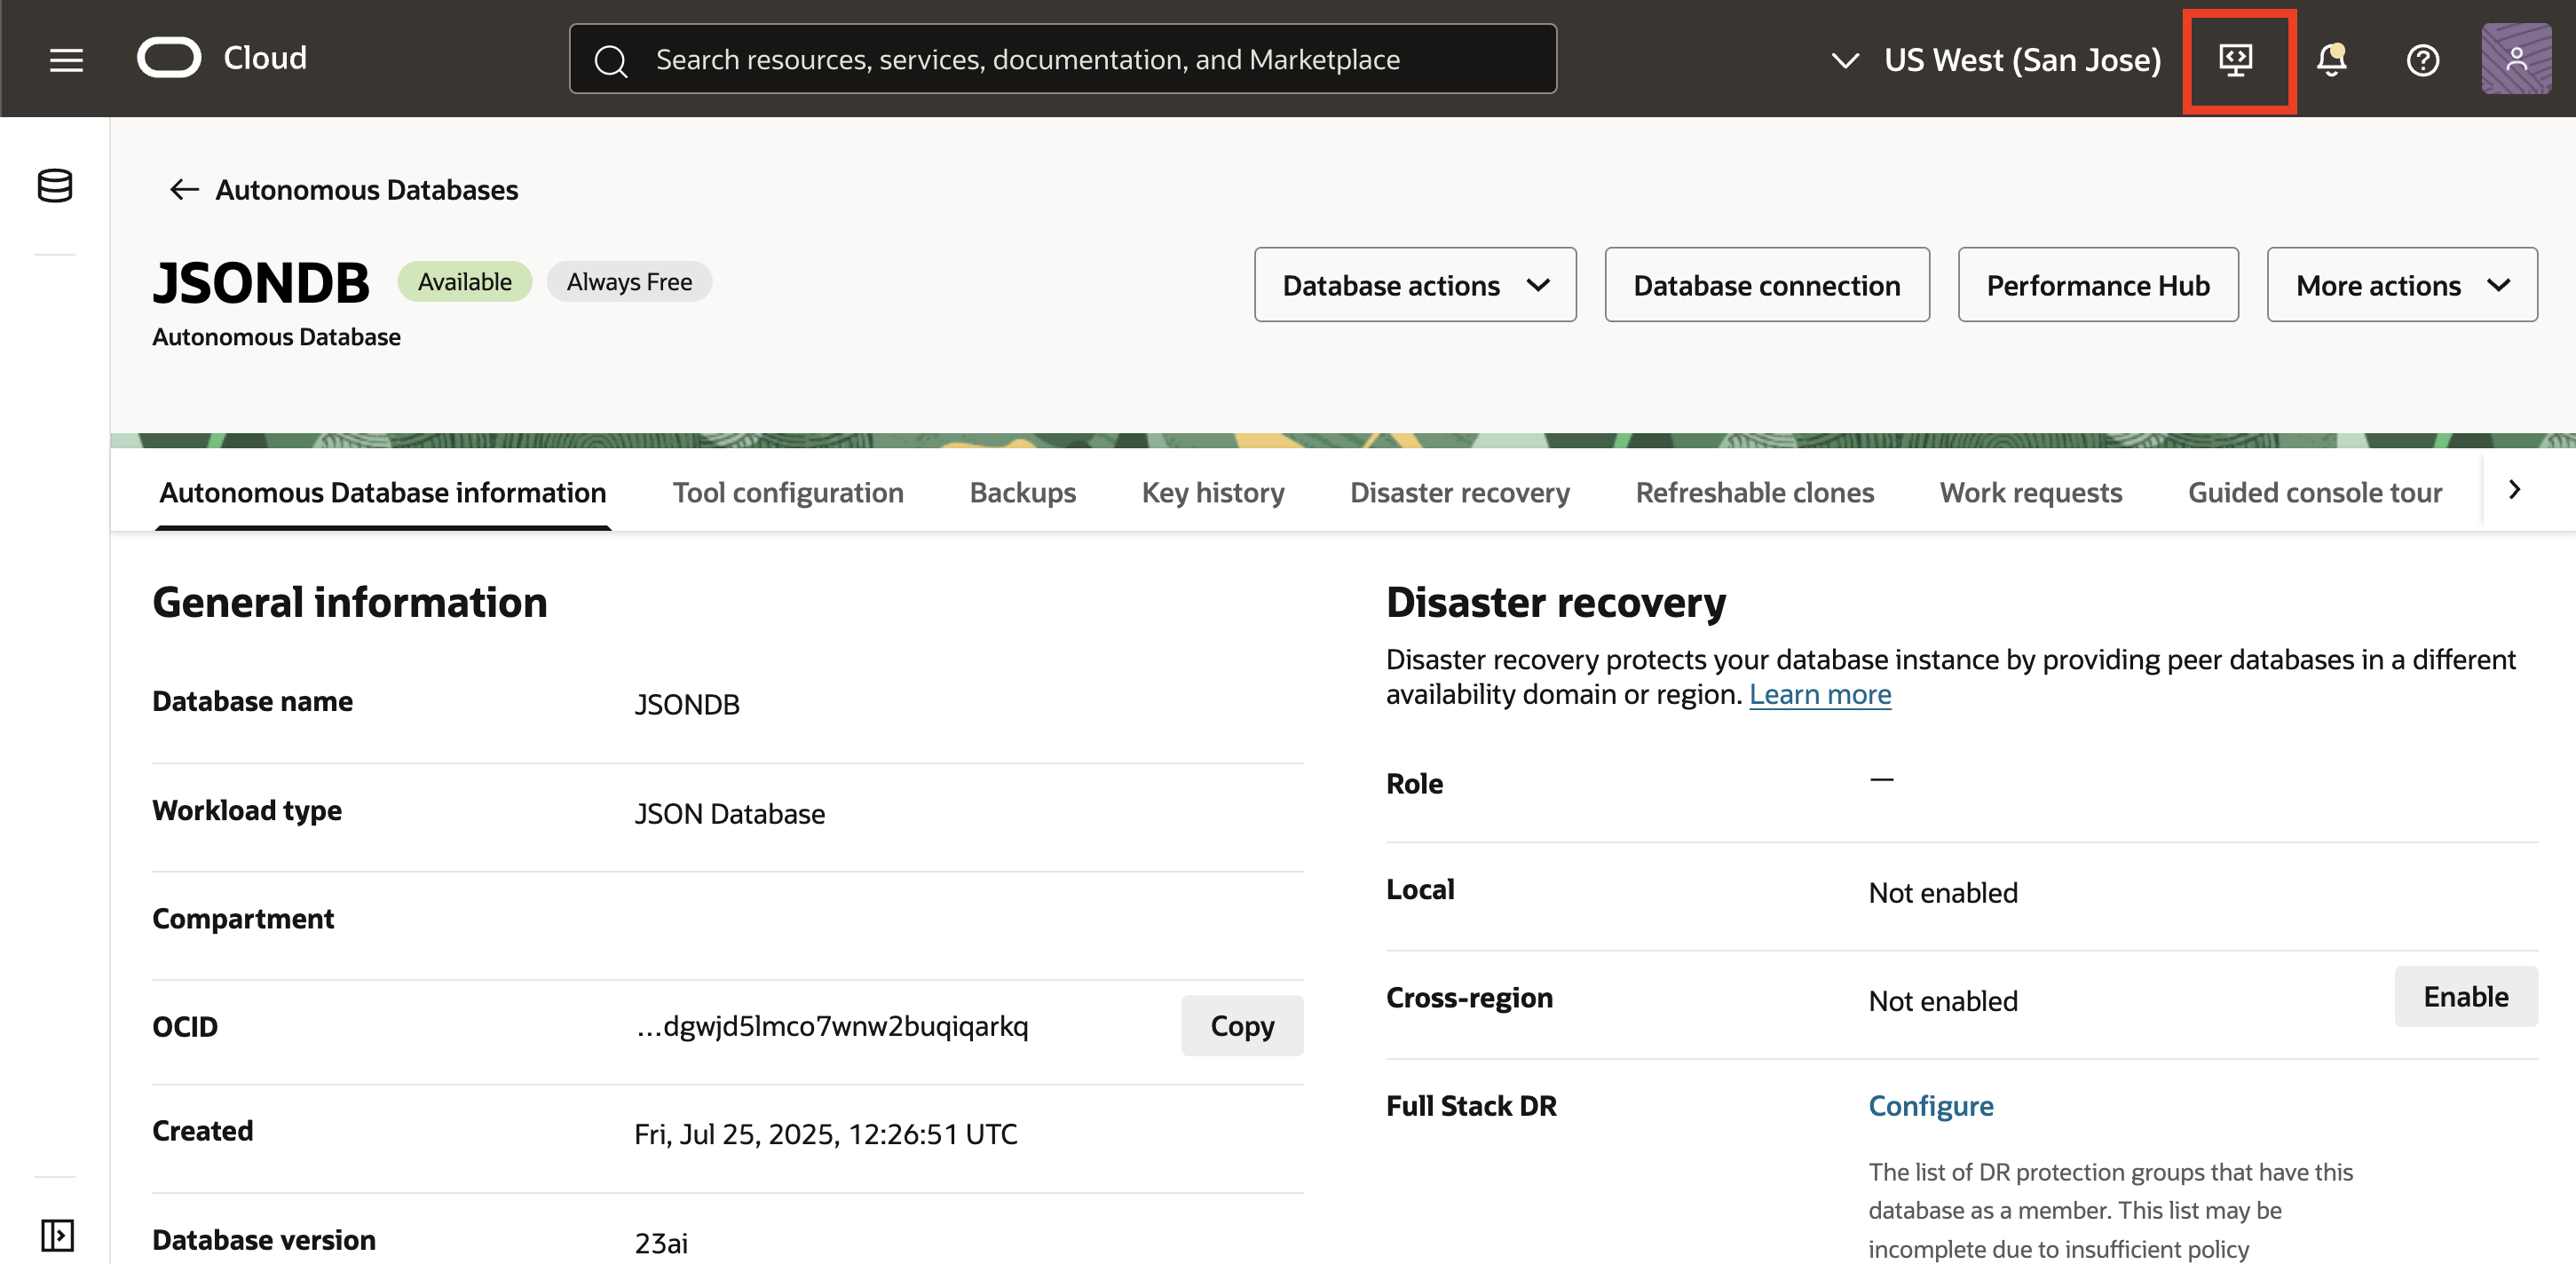 Cloud
Search resources, services, documentation, and Marketplace
US West (San Jose)
Autonomous Databases
JSONDB
Available
Always Free
Autonomous Database
Database actions
Database connection
Performance Hub
More actions
Autonomous Database information
Tool configuration
Backups
Key history
Disaster recovery
Refreshable clones
Work requests
Guided console tour
General information
Database name
JSONDB
Workload type
JSON Database
Compartment
OCID
...dgwjd5lmco7wnw2buqiqarkq
Copy
Created
Fri, Jul 25, 2025, 12:26:51 UTC
Database version
23ai
Disaster recovery
Disaster recovery protects your database instance by providing peer databases in a different
availability domain or region. Learn more
Role
—
Local
Not enabled
Cross-region
Not enabled
Enable
Full Stack DR
Configure
The list of DR protection groups that have this
database as a member. This list may be
incomplete due to insufficient policy